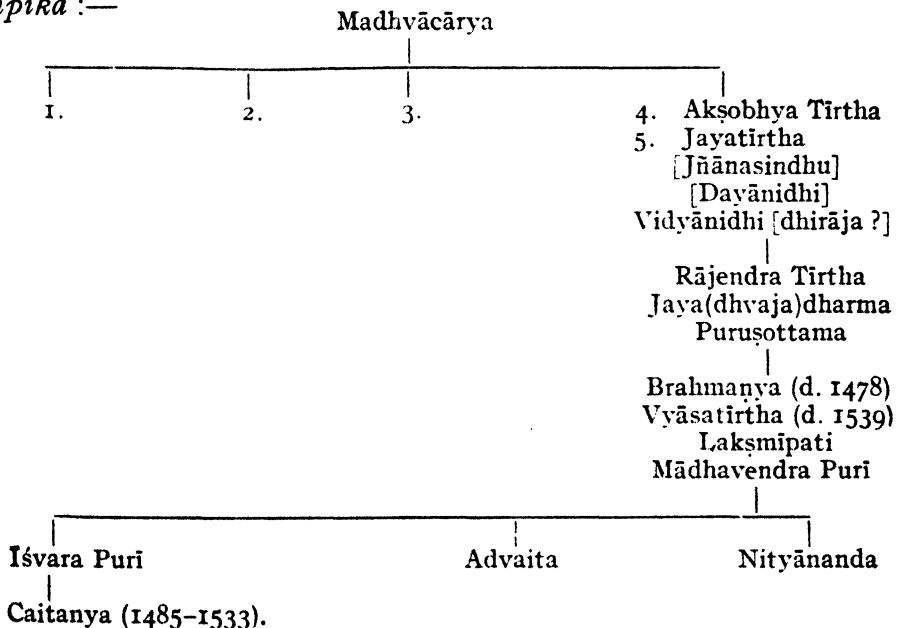 pīkā :—
Madhvācārya
1. 2. 3. 4. Akṣobhya Tīrtha
5. Jayatīrtha
[Jñānasindhu]
[Dayānidhi]
Vidyānidhi [dhirāja ?]
Rājendra Tīrtha
Jaya(dhvaja)dharma
Puruṣottama
Brahmaṇya (d. 1478)
Vyāsatīrtha (d. 1539)
Lakṣmīpati
Mādhavendra Purī
Īśvara Purī Advaita Nityānanda
Caitanya (1485-1533).